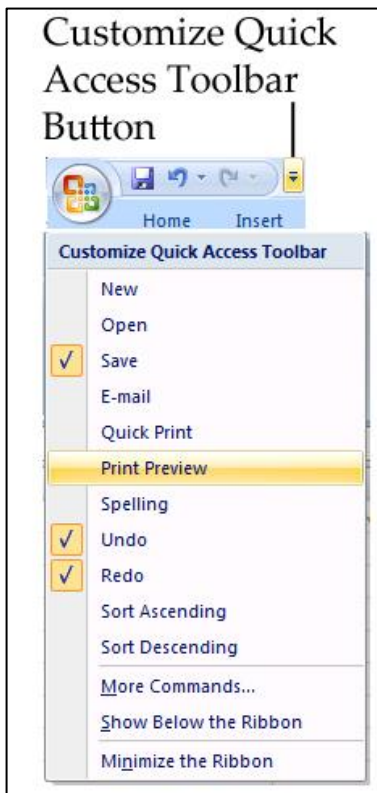 Customize Quick
Access Toolbar
Button
Home Insert
Customize Quick Access Toolbar
New
Open
Save
E-mail
Quick Print
Print Preview
Spelling
Undo
Redo
Sort Ascending
Sort Descending
More Commands...
Show Below the Ribbon
Minimize the Ribbon